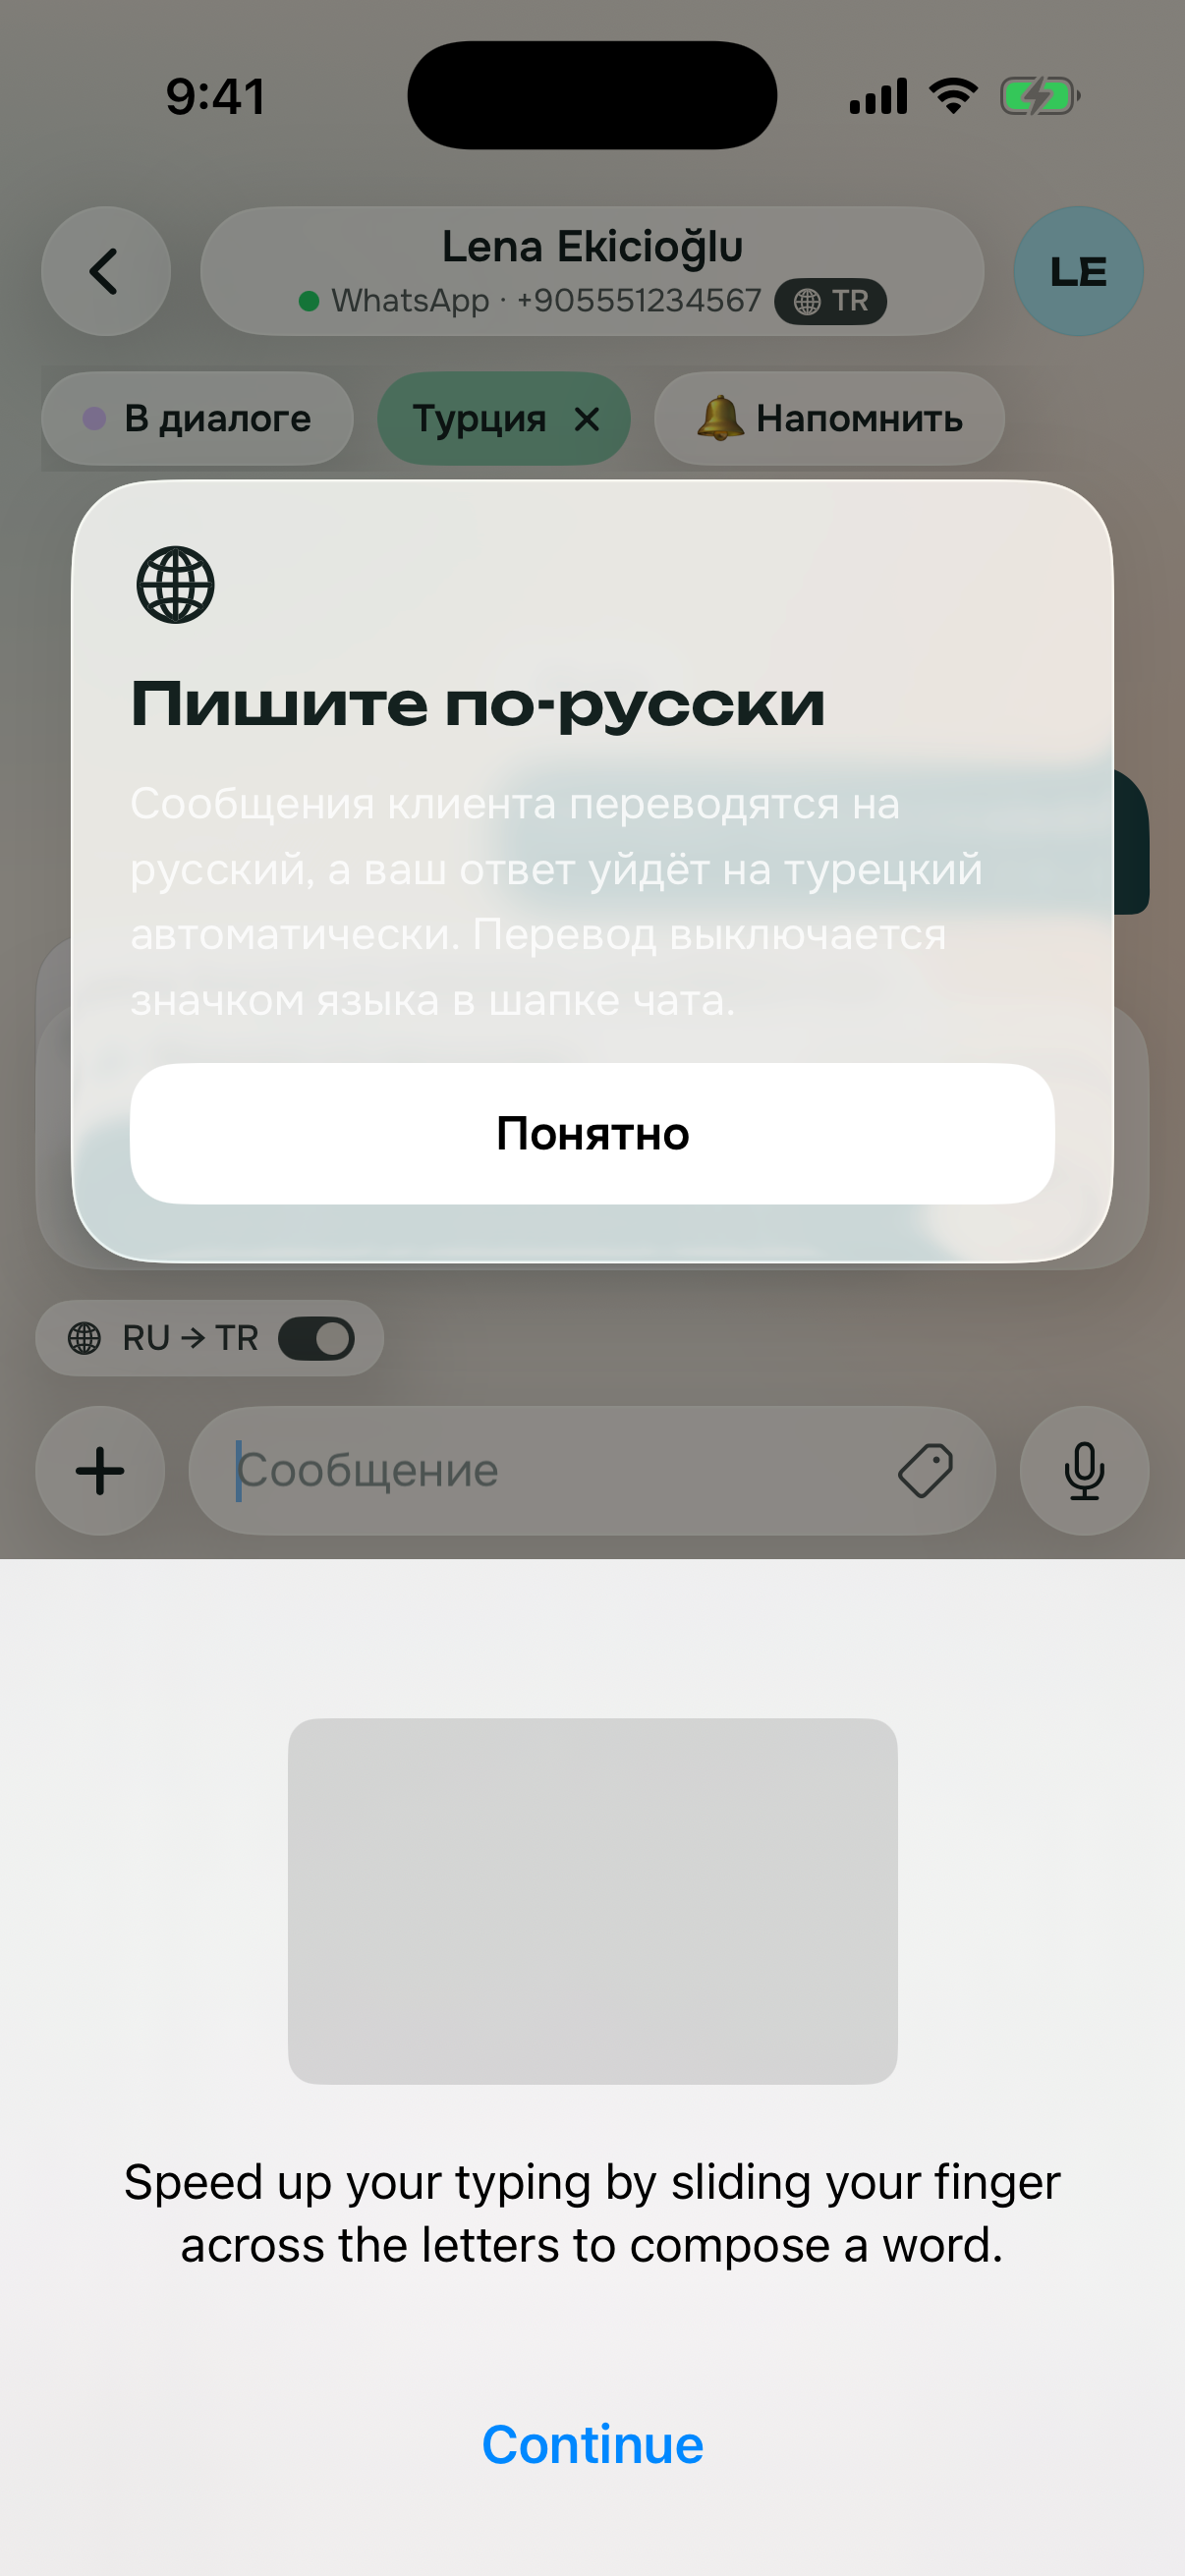 9:41
Lena Ekicioğlu
WhatsApp · +905551234567 TR
LE
В диалоге
Турция ×
Напомнить
Пишите по-русски
Сообщения клиента переводятся на
русский, а ваш ответ уйдёт на турецкий
автоматически. Перевод выключается
значком языка в шапке чата.
Понятно
RU → TR
Сообщение
Speed up your typing by sliding your finger
across the letters to compose a word.
Continue